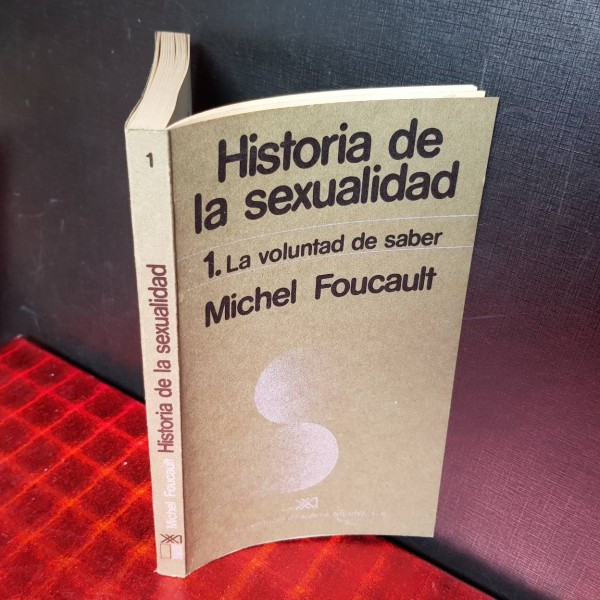 Historia de
la sexualidad
1. La voluntad de saber
Michel Foucault
1
Historia de la sexualidad
Michel Foucault